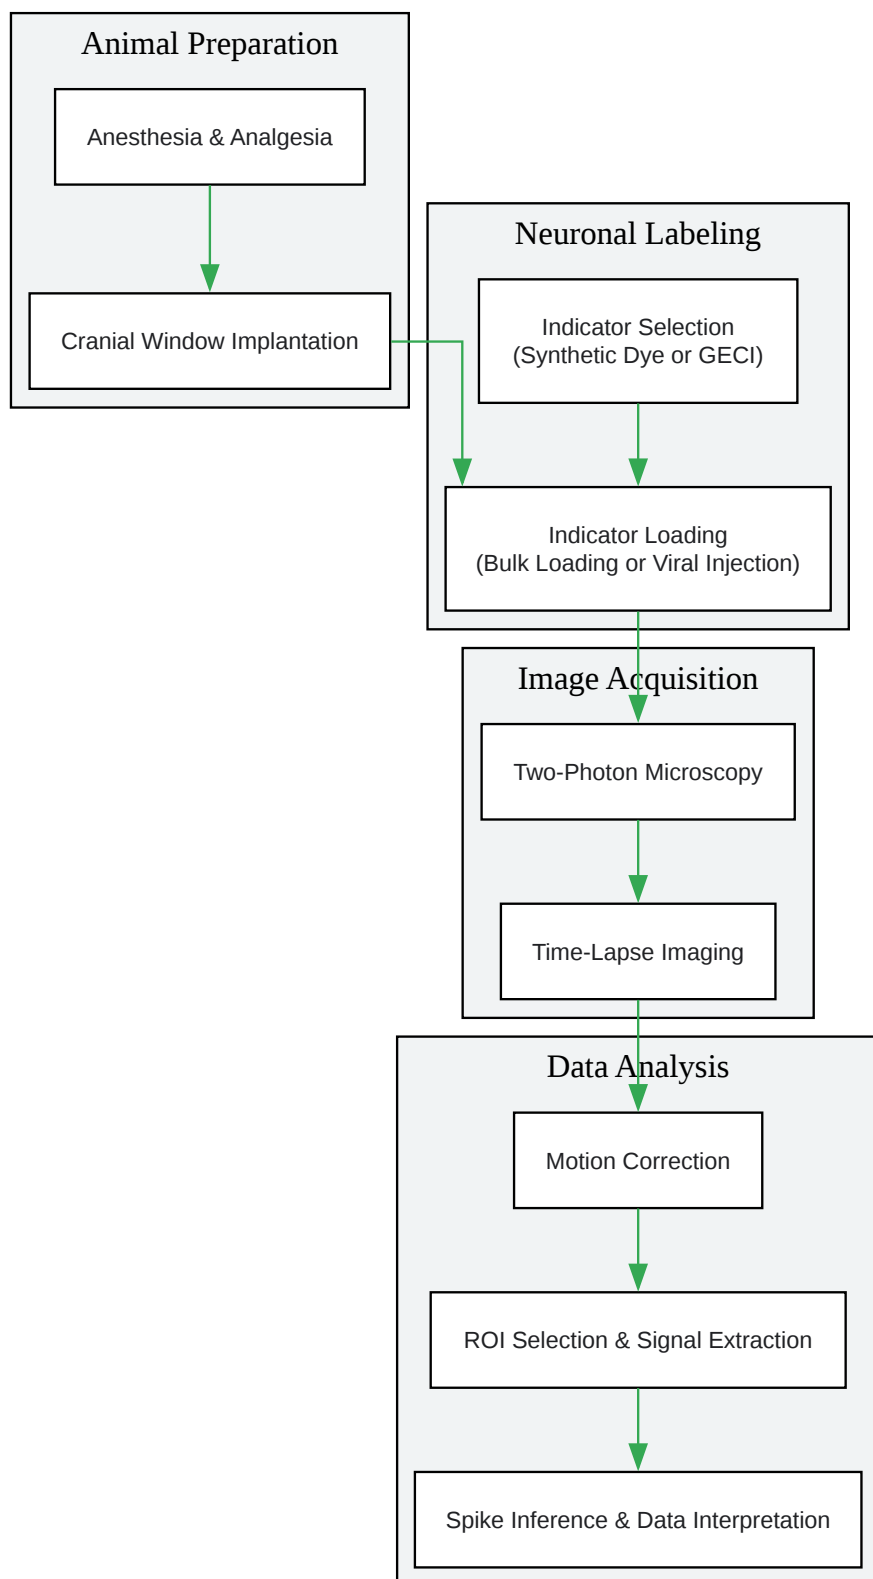 Animal Preparation
Anesthesia & Analgesia
Cranial Window Implantation
Neuronal Labeling
Indicator Selection
(Synthetic Dye or GECI)
Indicator Loading
(Bulk Loading or Viral Injection)
Image Acquisition
Two-Photon Microscopy
Time-Lapse Imaging
Data Analysis
Motion Correction
ROI Selection & Signal Extraction
Spike Inference & Data Interpretation